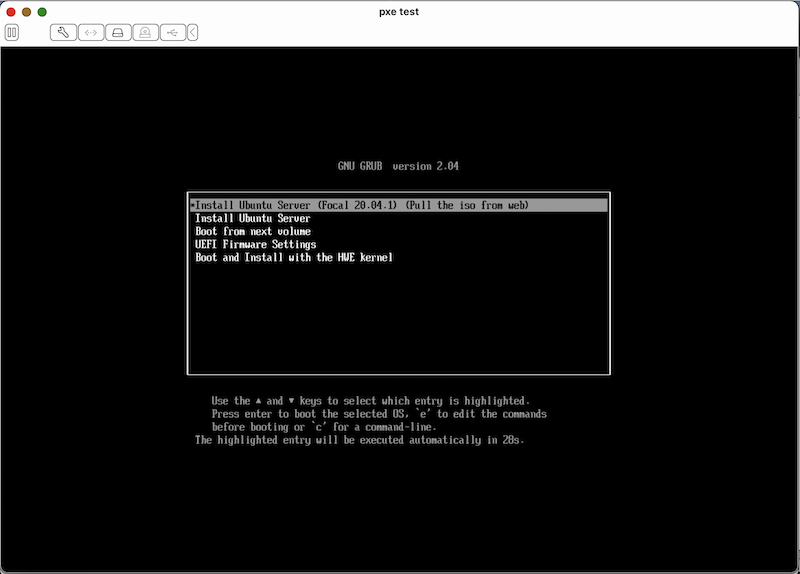 pxe test
GNU GRUB  version 2.04
*Install Ubuntu Server (Focal 20.04.1) (Pull the iso from web)
Install Ubuntu Server
Boot from next volume
UEFI Firmware Settings
Boot and Install with the HWE kernel
Use the ▲ and ▼ keys to select which entry is highlighted.
Press enter to boot the selected OS, `e' to edit the commands
before booting or `c' for a command-line.
The highlighted entry will be executed automatically in 28s.